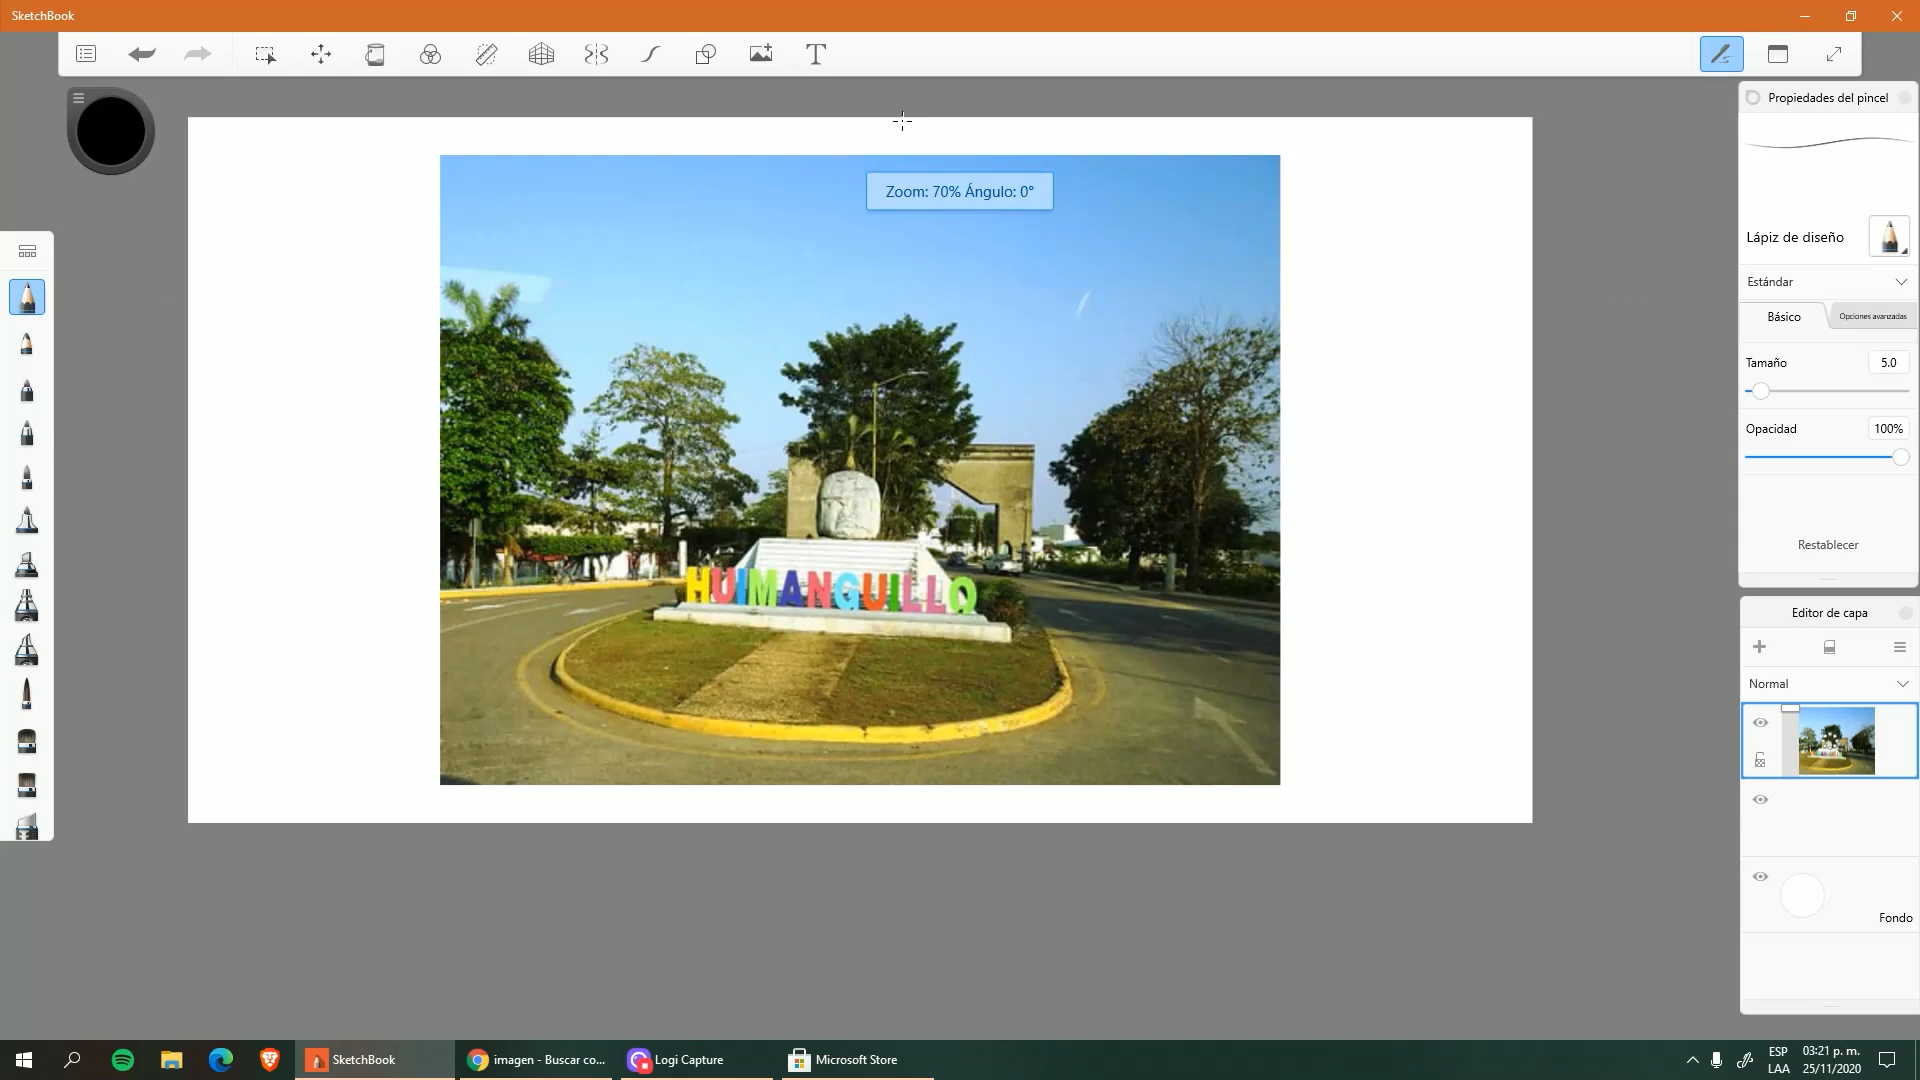 SketchBook
Zoom: 70% Ángulo: 0°
HUIMANGUILLO
Propiedades del pincel
Lápiz de diseño
Estándar
Básico
Opciones avanzadas
Tamaño
5.0
Opacidad
100%
Restablecer
Editor de capa
Normal
Fondo
SketchBook
imagen - Buscar co...
Logi Capture
Microsoft Store
ESP
LAA
03:21 p. m.
25/11/2020